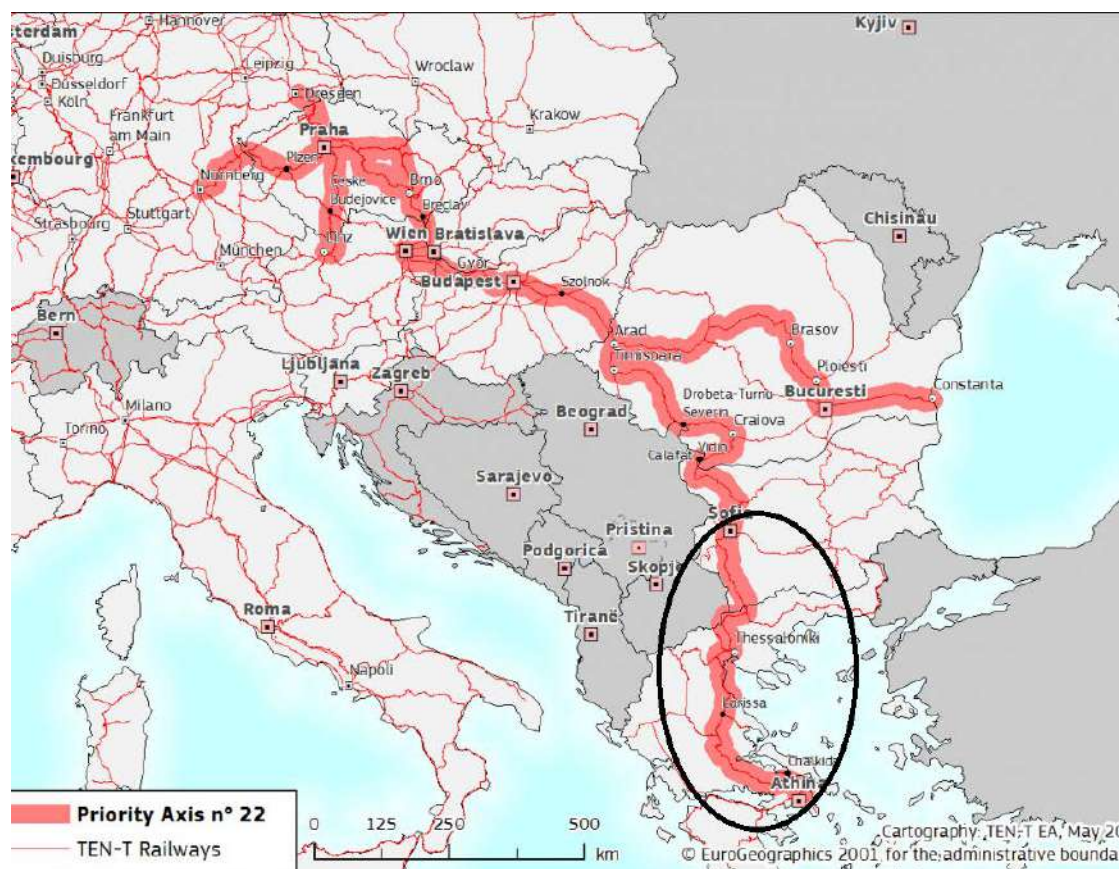 Hannover
Kyjiv
sterdam
Duisburg
Düsseldorf
Köln
Leipzig
Dresden
Wroclaw
Krakow
Frankfurt
am Main
Praha
xembourg
Plzen
Nürnberg
Ceske
Budejovice
Brno
Breclav
Strasbourg
Stuttgart
Linz
Wien
Bratislava
Chisinau
München
Györ
Budapest
Szolnok
Bern
Arad
Timisoara
Brasov
Ploiesti
Ljubljana
Zagreb
Drobeta-Turnu
Severin
Bucuresti
Constanta
Milano
Torino
Beograd
Craiova
Calafat
Vidin
Sarajevo
Sofia
Pristina
Podgorica
Skopje
Roma
Tiranë
Napoli
Thessaloniki
Larissa
Chalkida
Athina
Priority Axis n° 22
TEN-T Railways
0 125 250 500
km
Cartography: TEN-T EA, May 20
© EuroGeographics 2001 for the administrative bounda